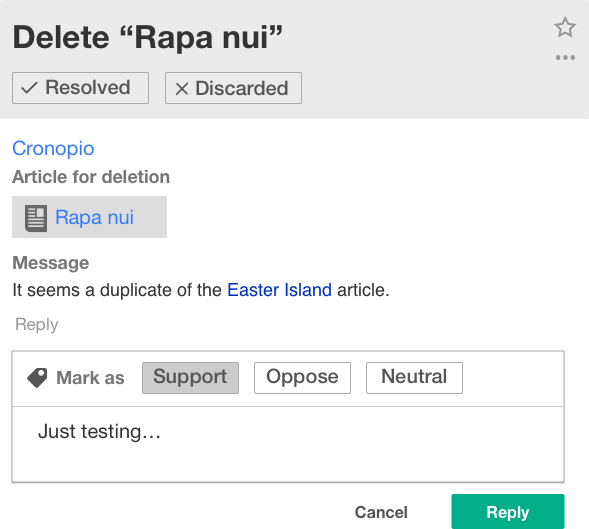 Delete “Rapa nui”
Resolved
Discarded
Cronopio
Article for deletion
Rapa nui
Message
It seems a duplicate of the Easter Island article.
Reply
Mark as Support Oppose Neutral
Just testing…
Cancel Reply